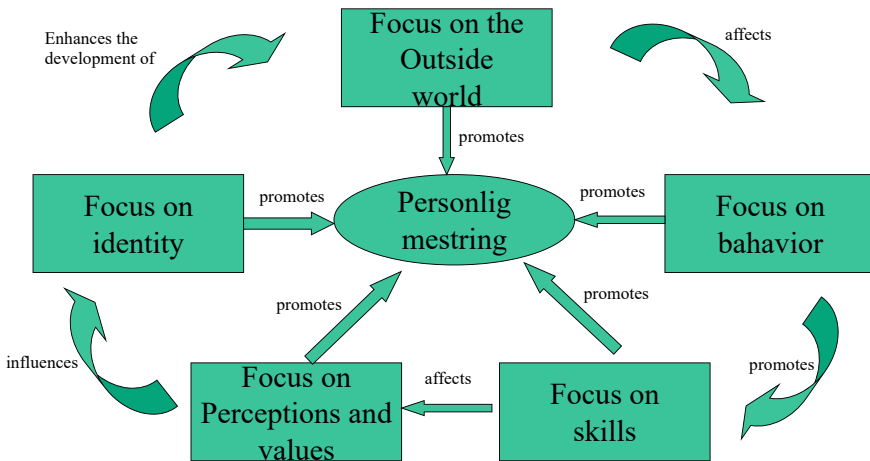 Enhances the
development of
Focus on the
Outside
world
affects
promotes
Focus on
identity
promotes
Personlig
mestring
promotes
Focus on
bahavior
promotes
promotes
influences
Focus on
Perceptions and
values
affects
Focus on
skills
promotes